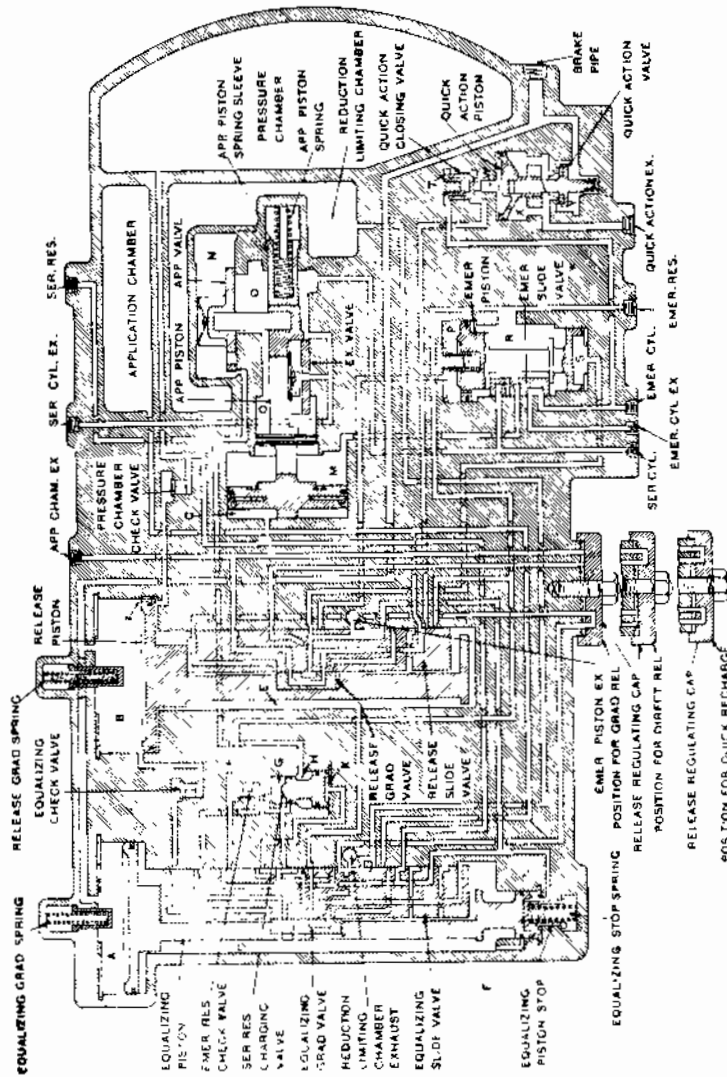 EQUALIZING GRAD SPRING
RELEASE GRAD SPRING
EQUALIZING
CHECK VALVE
RELEASE
PISTON
APP CHAM. EX
PRESSURE
CHAMBER
CHECK VALVE
SER CYL. EX.
SER. RES.
APPLICATION CHAMBER
APP PISTON
APP VALVE
APP PISTON
SPRING SLEEVE
PRESSURE
CHAMBER
APP PISTON
SPRING
REDUCTION
LIMITING CHAMBER
QUICK ACTION
CLOSING VALVE
QUICK
ACTION
PISTON
BRAKE
PIPE
QUICK ACTION
VALVE
QUICK ACTION EX.
EMER. RES.
EMER CYL.
EMER. CYL. EX
SER CYL.
EMER
PISTON
EMER
SLIDE
VALVE
EX. VALVE
A
B
C
E
F
G
H
K
M
N
O
O
P
R
S
T
X
RELEASE
GRAD
VALVE
RELEASE
SLIDE
VALVE
EQUALIZING
PISTON
EMER RES
CHECK VALVE
SER RES
CHARGING
VALVE
EQUALIZING
GRAD VALVE
REDUCTION
LIMITING
CHAMBER
EXHAUST
EQUALIZING
SLIDE VALVE
EQUALIZING
PISTON STOP
EQUALIZING STOP SPRING
EMER PISTON EX
POSITION FOR GRAD REL
RELEASE REGULATING CAP
POSITION FOR DIRECT REL
RELEASE REGULATING CAP
POSITION FOR QUICK RECHARGE